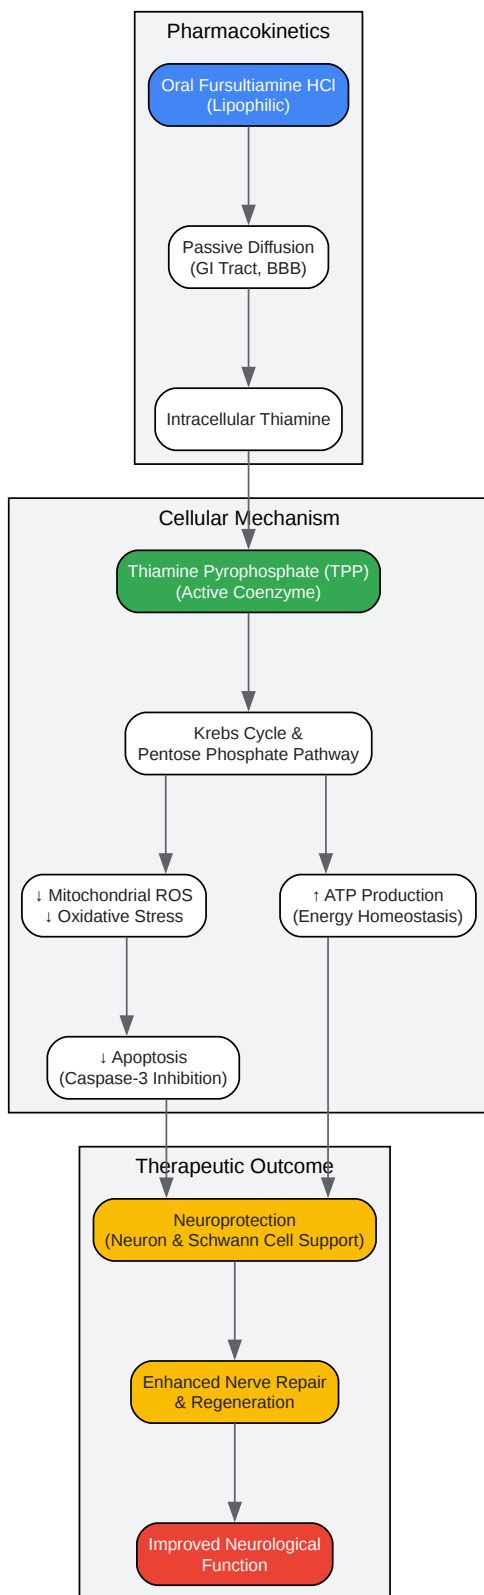 Pharmacokinetics
Oral Fursultiamine HCl
(Lipophilic)
Passive Diffusion
(GI Tract, BBB)
Intracellular Thiamine
Cellular Mechanism
Thiamine Pyrophosphate (TPP)
(Active Coenzyme)
Krebs Cycle &
Pentose Phosphate Pathway
↓ Mitochondrial ROS
↓ Oxidative Stress
↑ ATP Production
(Energy Homeostasis)
↓ Apoptosis
(Caspase-3 Inhibition)
Therapeutic Outcome
Neuroprotection
(Neuron & Schwann Cell Support)
Enhanced Nerve Repair
& Regeneration
Improved Neurological
Function